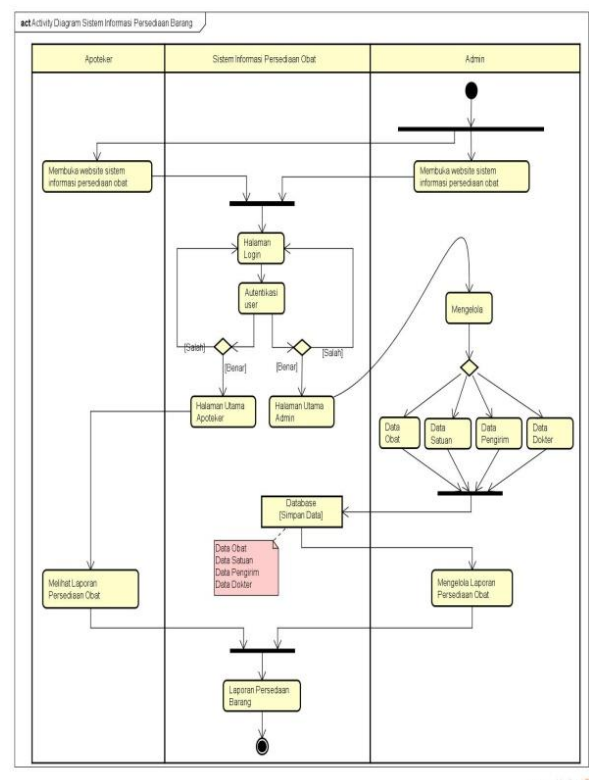 act Activity Diagram Sistem Informasi Persediaan Barang
Apoteker
Sistem Informasi Persediaan Obat
Admin
Membuka website sistem
informasi persediaan obat
Membuka website sistem
informasi persediaan obat
Halaman
Login
Autentikasi
user
[Salah]
[Salah]
[Benar]
[Benar]
Halaman Utama
Apoteker
Halaman Utama
Admin
Mengelola
Data
Obat
Data
Satuan
Data
Pengirim
Data
Dokter
Database
[Simpan Data]
Data Obat
Data Satuan
Data Pengirim
Data Dokter
Melihat Laporan
Persediaan Obat
Mengelola Laporan
Persediaan Obat
Laporan Persediaan
Barang